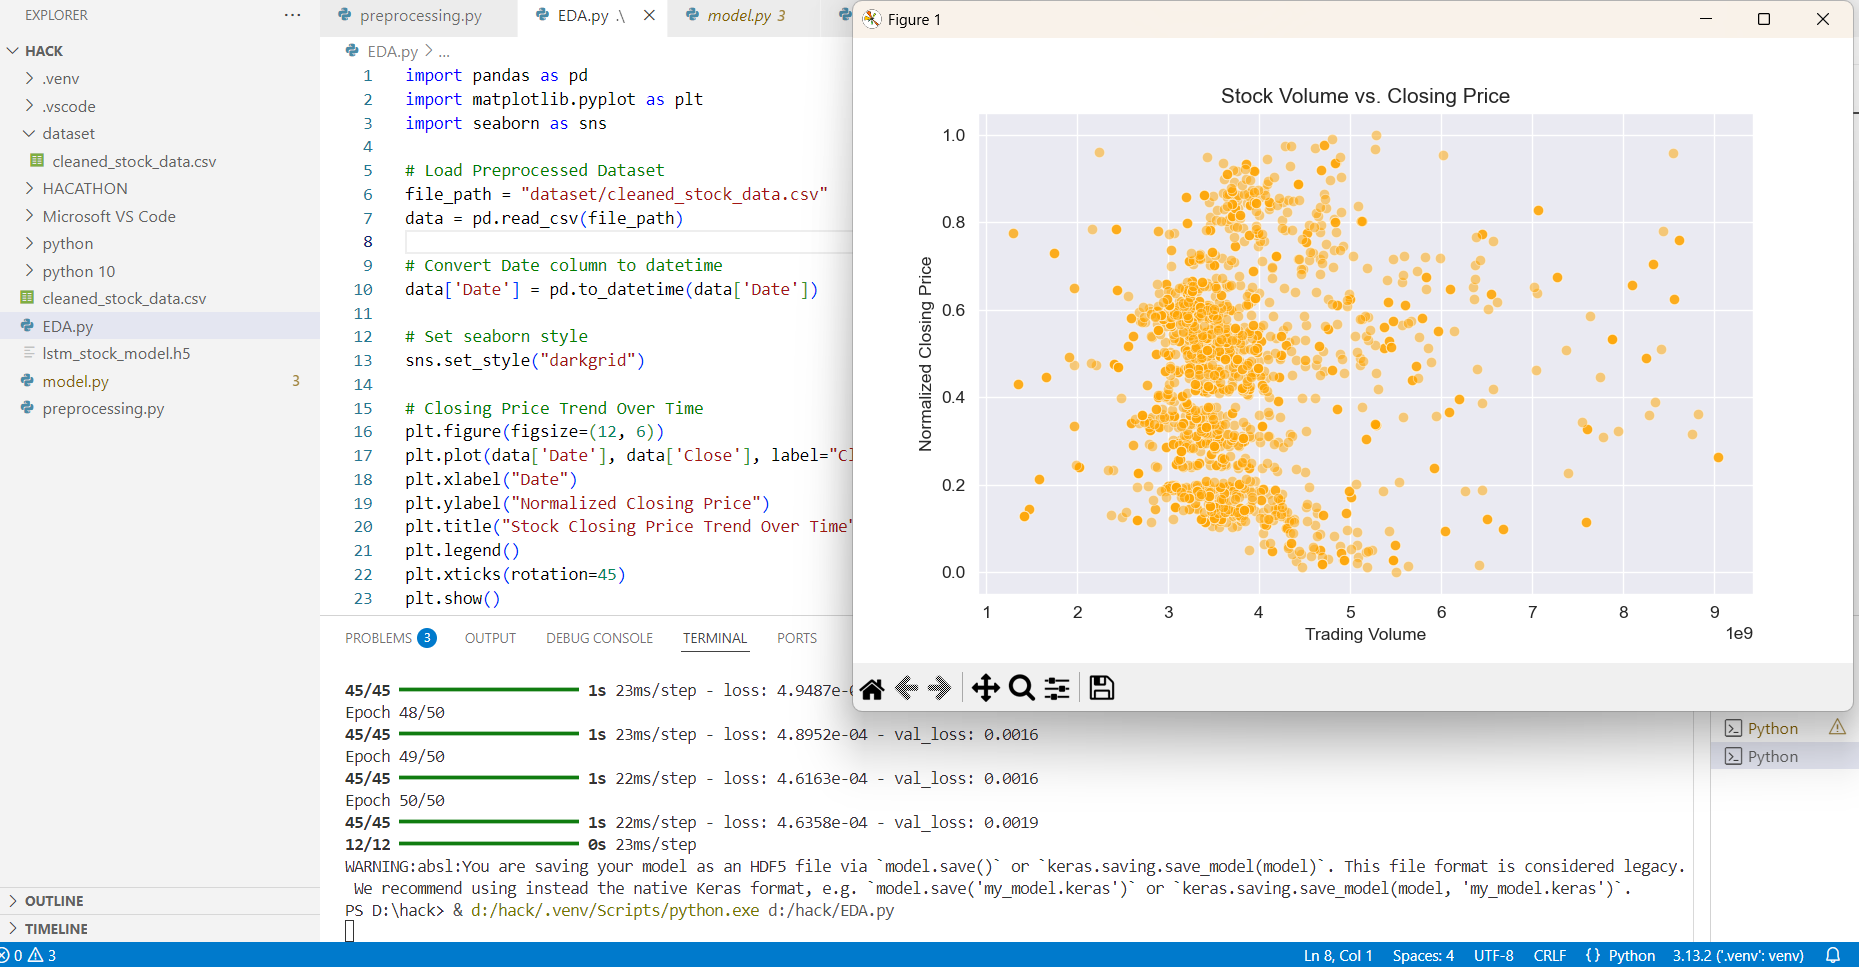 EXPLORER
HACK
.venv
.vscode
dataset
cleaned_stock_data.csv
HACATHON
Microsoft VS Code
python
python 10
cleaned_stock_data.csv
EDA.py
lstm_stock_model.h5
model.py 3
preprocessing.py
OUTLINE
TIMELINE
preprocessing.py
EDA.py .\
model.py 3
EDA.py > ...
1 import pandas as pd
2 import matplotlib.pyplot as plt
3 import seaborn as sns
4
5 # Load Preprocessed Dataset
6 file_path = "dataset/cleaned_stock_data.csv"
7 data = pd.read_csv(file_path)
8
9 # Convert Date column to datetime
10 data['Date'] = pd.to_datetime(data['Date'])
11
12 # Set seaborn style
13 sns.set_style("darkgrid")
14
15 # Closing Price Trend Over Time
16 plt.figure(figsize=(12, 6))
17 plt.plot(data['Date'], data['Close'], label="Cl
18 plt.xlabel("Date")
19 plt.ylabel("Normalized Closing Price")
20 plt.title("Stock Closing Price Trend Over Time"
21 plt.legend()
22 plt.xticks(rotation=45)
23 plt.show()
Figure 1
Stock Volume vs. Closing Price
Normalized Closing Price
1.0
0.8
0.6
0.4
0.2
0.0
1 2 3 4 5 6 7 8 9
Trading Volume
1e9
PROBLEMS 3 OUTPUT DEBUG CONSOLE TERMINAL PORTS
45/45 1s 23ms/step - loss: 4.9487e-
Epoch 48/50
45/45 1s 23ms/step - loss: 4.8952e-04 - val_loss: 0.0016
Epoch 49/50
45/45 1s 22ms/step - loss: 4.6163e-04 - val_loss: 0.0016
Epoch 50/50
45/45 1s 22ms/step - loss: 4.6358e-04 - val_loss: 0.0019
12/12 0s 23ms/step
WARNING:absl:You are saving your model as an HDF5 file via `model.save()` or `keras.saving.save_model(model)`. This file format is considered legacy.
We recommend using instead the native Keras format, e.g. `model.save('my_model.keras')` or `keras.saving.save_model(model, 'my_model.keras')`.
PS D:\hack> & d:/hack/.venv/Scripts/python.exe d:/hack/EDA.py
Python
Python
0 3
Ln 8, Col 1 Spaces: 4 UTF-8 CRLF {} Python 3.13.2 ('.venv': venv)